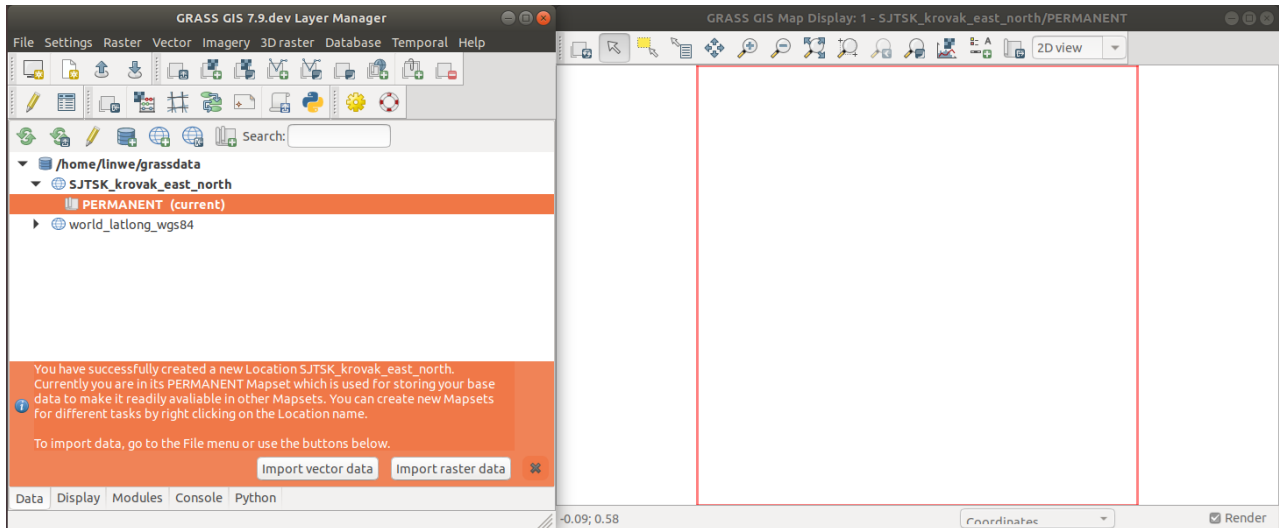 GRASS GIS 7.9.dev Layer Manager
File Settings Raster Vector Imagery 3D raster Database Temporal Help
Search:
/home/linwe/grassdata
SJTSK_krovak_east_north
PERMANENT (current)
world_latlong_wgs84
You have successfully created a new Location SJTSK_krovak_east_north.
Currently you are in its PERMANENT Mapset which is used for storing your base
data to make it readily avaliable in other Mapsets. You can create new Mapsets
for different tasks by right clicking on the Location name.
To import data, go to the File menu or use the buttons below.
Import vector data Import raster data
Data Display Modules Console Python
GRASS GIS Map Display: 1 - SJTSK_krovak_east_north/PERMANENT
2D view
-0.09; 0.58
Coordinates
Render